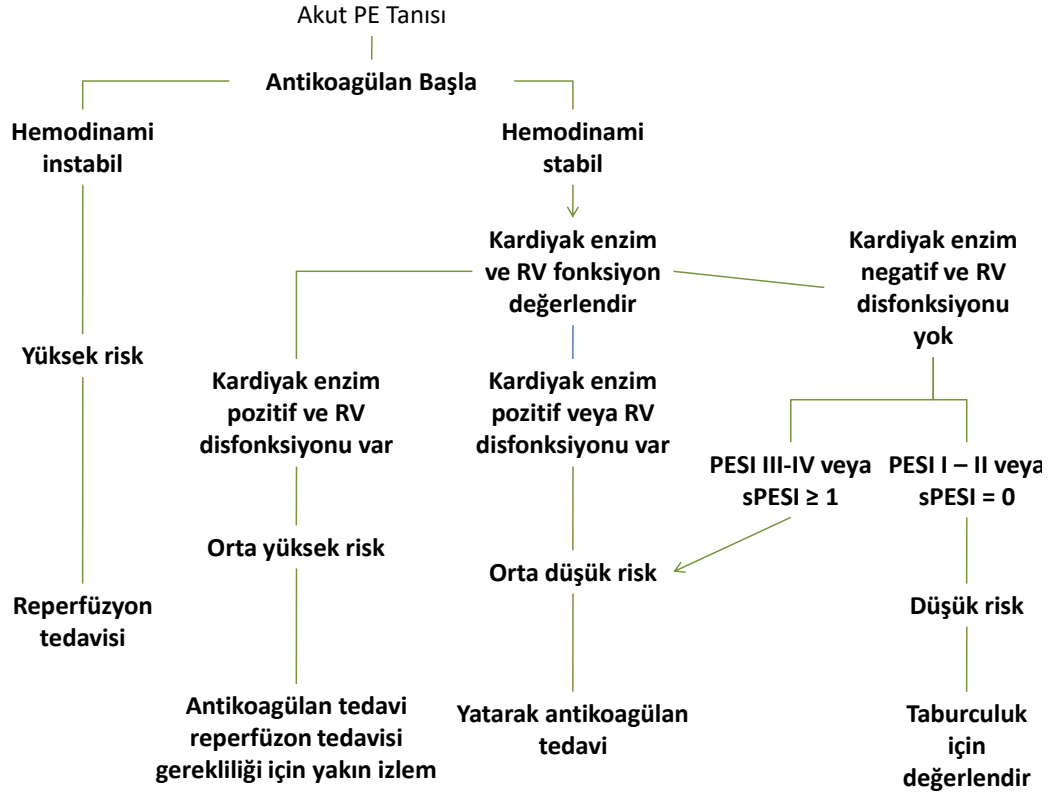 Akut PE Tanısı
Antikoagülan Başla
Hemodinami
instabil
Hemodinami
stabil
Kardiyak enzim
ve RV fonksiyon
değerlendir
Kardiyak enzim
negatif ve RV
disfonksiyonu
yok
Yüksek risk
Kardiyak enzim
pozitif ve RV
disfonksiyonu var
Kardiyak enzim
pozitif veya RV
disfonksiyonu var
PESI III-IV veya
sPESI ≥ 1
PESI I – II veya
sPESI = 0
Orta yüksek risk
Orta düşük risk
Reperfüzyon
tedavisi
Düşük risk
Antikoagülan tedavi
reperfüzon tedavisi
gerekliliği için yakın izlem
Yatarak antikoagülan
tedavi
Taburculuk
için
değerlendir